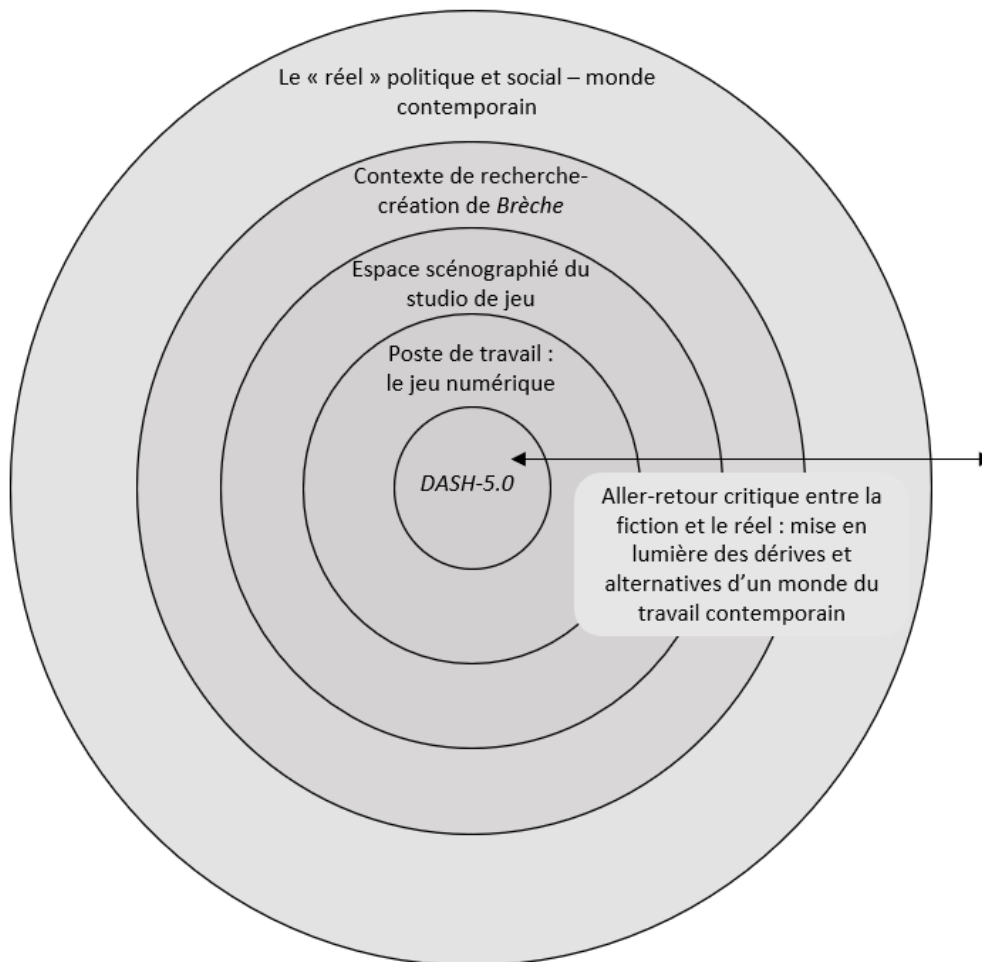 Le « réel » politique et social – monde
contemporain
Contexte de recherche-
création de Brèche
Espace scénographié du
studio de jeu
Poste de travail :
le jeu numérique
DASH-5.0
Aller-retour critique entre la
fiction et le réel : mise en
lumière des dérives et
alternatives d’un monde du
travail contemporain